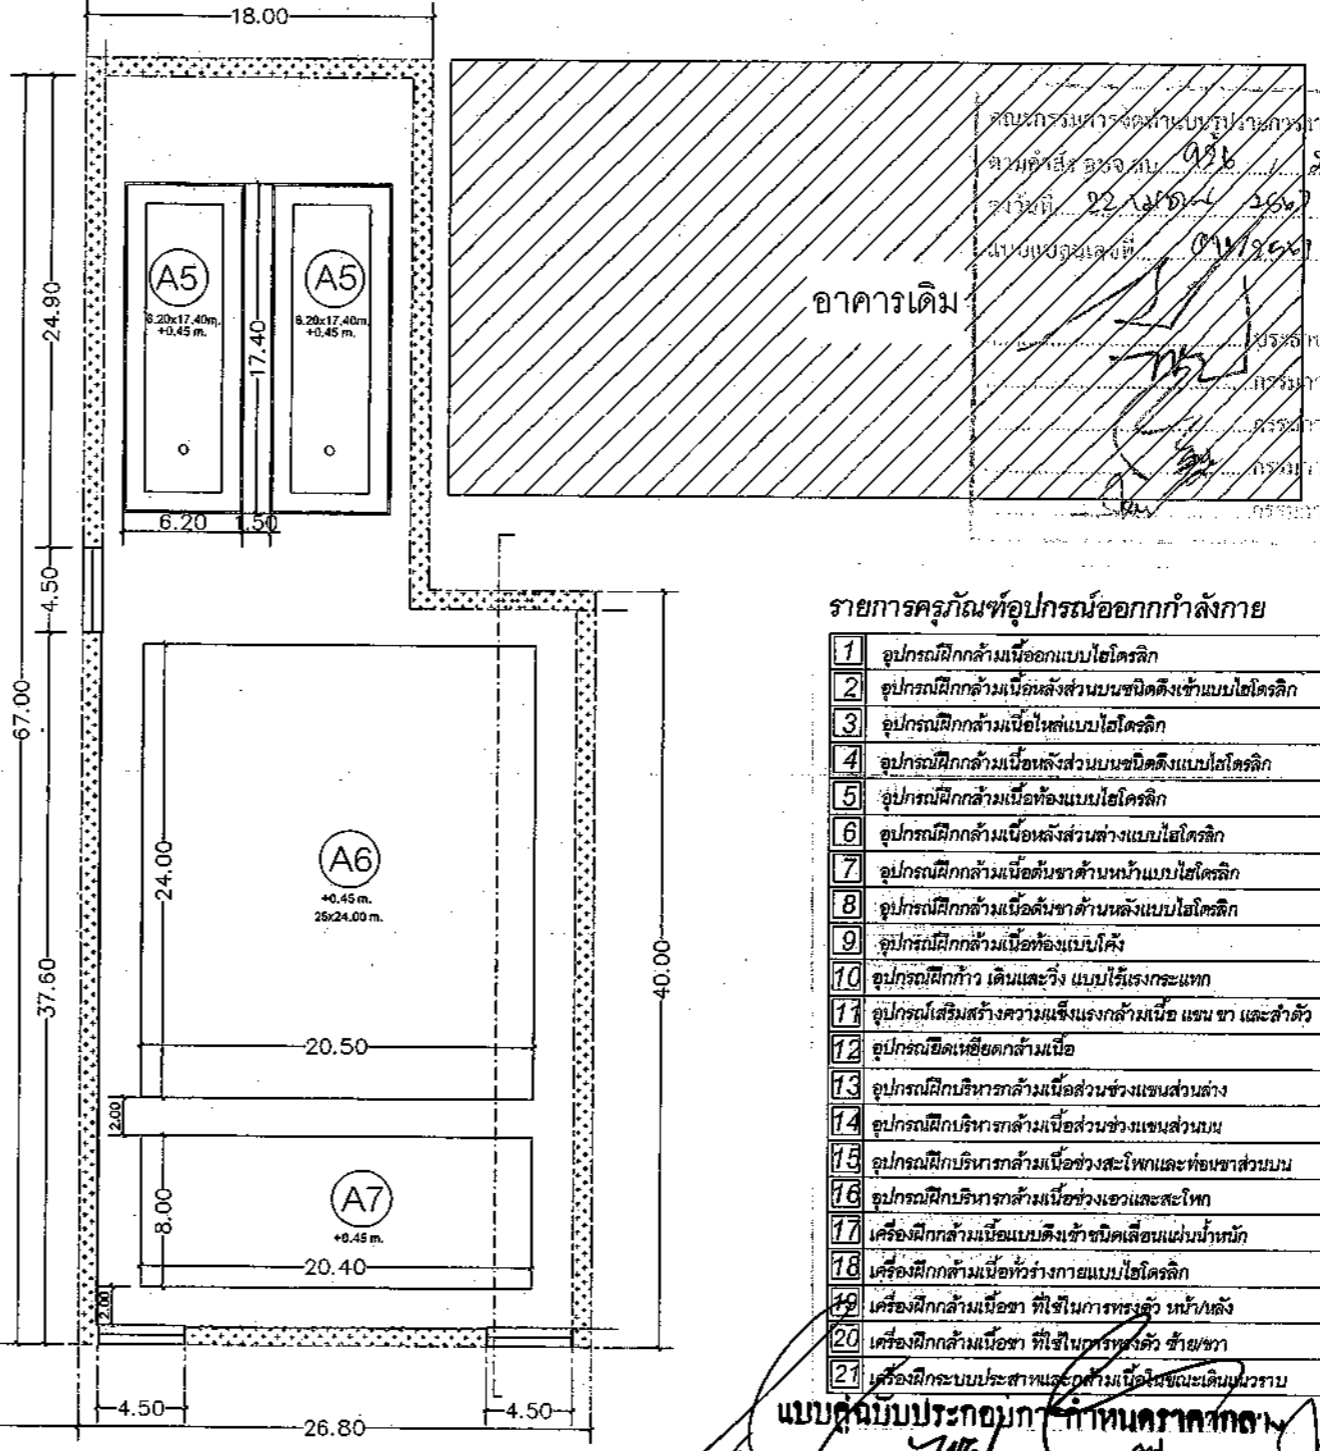 18.00
24.90
4.50
67.00
37.60
A5
6.20x17.40m.
+0.45 m.
A5
6.20x17.40m.
+0.45 m.
17.40
6.20
1.50
อาคารเดิม
ประธาน
24.00
A6
+0.45 m.
25x24.00 m.
20.50
40.00
2.00
8.00
A7
+0.45 m.
20.40
2.00
4.50
4.50
26.80
รายการครุภัณฑ์อุปกรณ์ออกกกำลังกาย
1 อุปกรณ์ฝึกกล้ามเนื้ออกแบบไฮโดรลิก
2 อุปกรณ์ฝึกกล้ามเนื้อหลังส่วนบนชนิดดึงเข้าแบบไฮโดรลิก
3 อุปกรณ์ฝึกกล้ามเนื้อไหล่แบบไฮโดรลิก
4 อุปกรณ์ฝึกกล้ามเนื้อหลังส่วนบนชนิดดึงแบบไฮโดรลิก
5 อุปกรณ์ฝึกกล้ามเนื้อท้องแบบไฮโดรลิก
6 อุปกรณ์ฝึกกล้ามเนื้อหลังส่วนล่างแบบไฮโดรลิก
7 อุปกรณ์ฝึกกล้ามเนื้อต้นขาด้านหน้าแบบไฮโดรลิก
8 อุปกรณ์ฝึกกล้ามเนื้อต้นขาด้านหลังแบบไฮโดรลิก
9 อุปกรณ์ฝึกกล้ามเนื้อท้องแบบโค้ง
10 อุปกรณ์ฝึกก้าว เดินและวิ่ง แบบไร้แรงกระแทก
11 อุปกรณ์เสริมสร้างความแข็งแรงกล้ามเนื้อ แขน ขา และลำตัว
12 อุปกรณ์ยืดเหยียดกล้ามเนื้อ
13 อุปกรณ์ฝึกบริหารกล้ามเนื้อส่วนช่วงแขนส่วนล่าง
14 อุปกรณ์ฝึกบริหารกล้ามเนื้อส่วนช่วงแขนส่วนบน
15 อุปกรณ์ฝึกบริหารกล้ามเนื้อช่วงสะโพกและท่อนขาส่วนบน
16 อุปกรณ์ฝึกบริหารกล้ามเนื้อช่วงเอวและสะโพก
17 เครื่องฝึกกล้ามเนื้อแบบดึงเข้าชนิดเลื่อนแผ่นน้ำหนัก
18 เครื่องฝึกกล้ามเนื้อทั่วร่างกายแบบไฮโดรลิก
19 เครื่องฝึกกล้ามเนื้อขา ที่ใช้ในการทรงตัว หน้า/หลัง
20 เครื่องฝึกกล้ามเนื้อขา ที่ใช้ในการทรงตัว ซ้าย/ขวา
21 เครื่องฝึกระบบประสาทและกล้ามเนื้อในขณะเดินแนวราบ
แบบคู่ฉบับประกอบการกำหนดราคากลาง